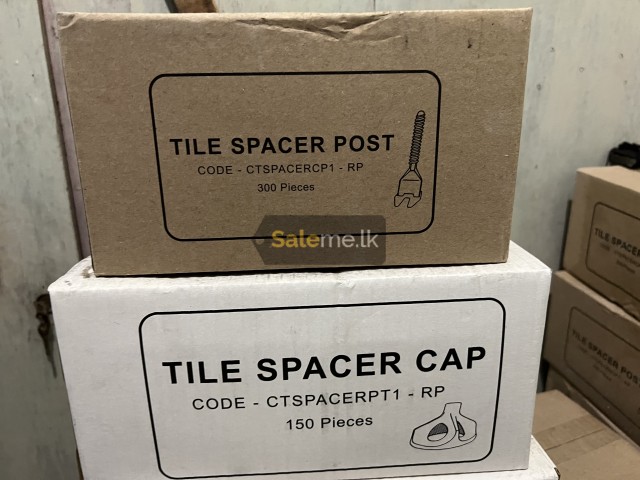 TILE SPACER POST
CODE - CTSPACERCP1 - RP
300 Pieces
Saleme.lk
TILE SPACER CAP
CODE - CTSPACERPT1 - RP
150 Pieces
TILE SPACER
TILE SPACER POST